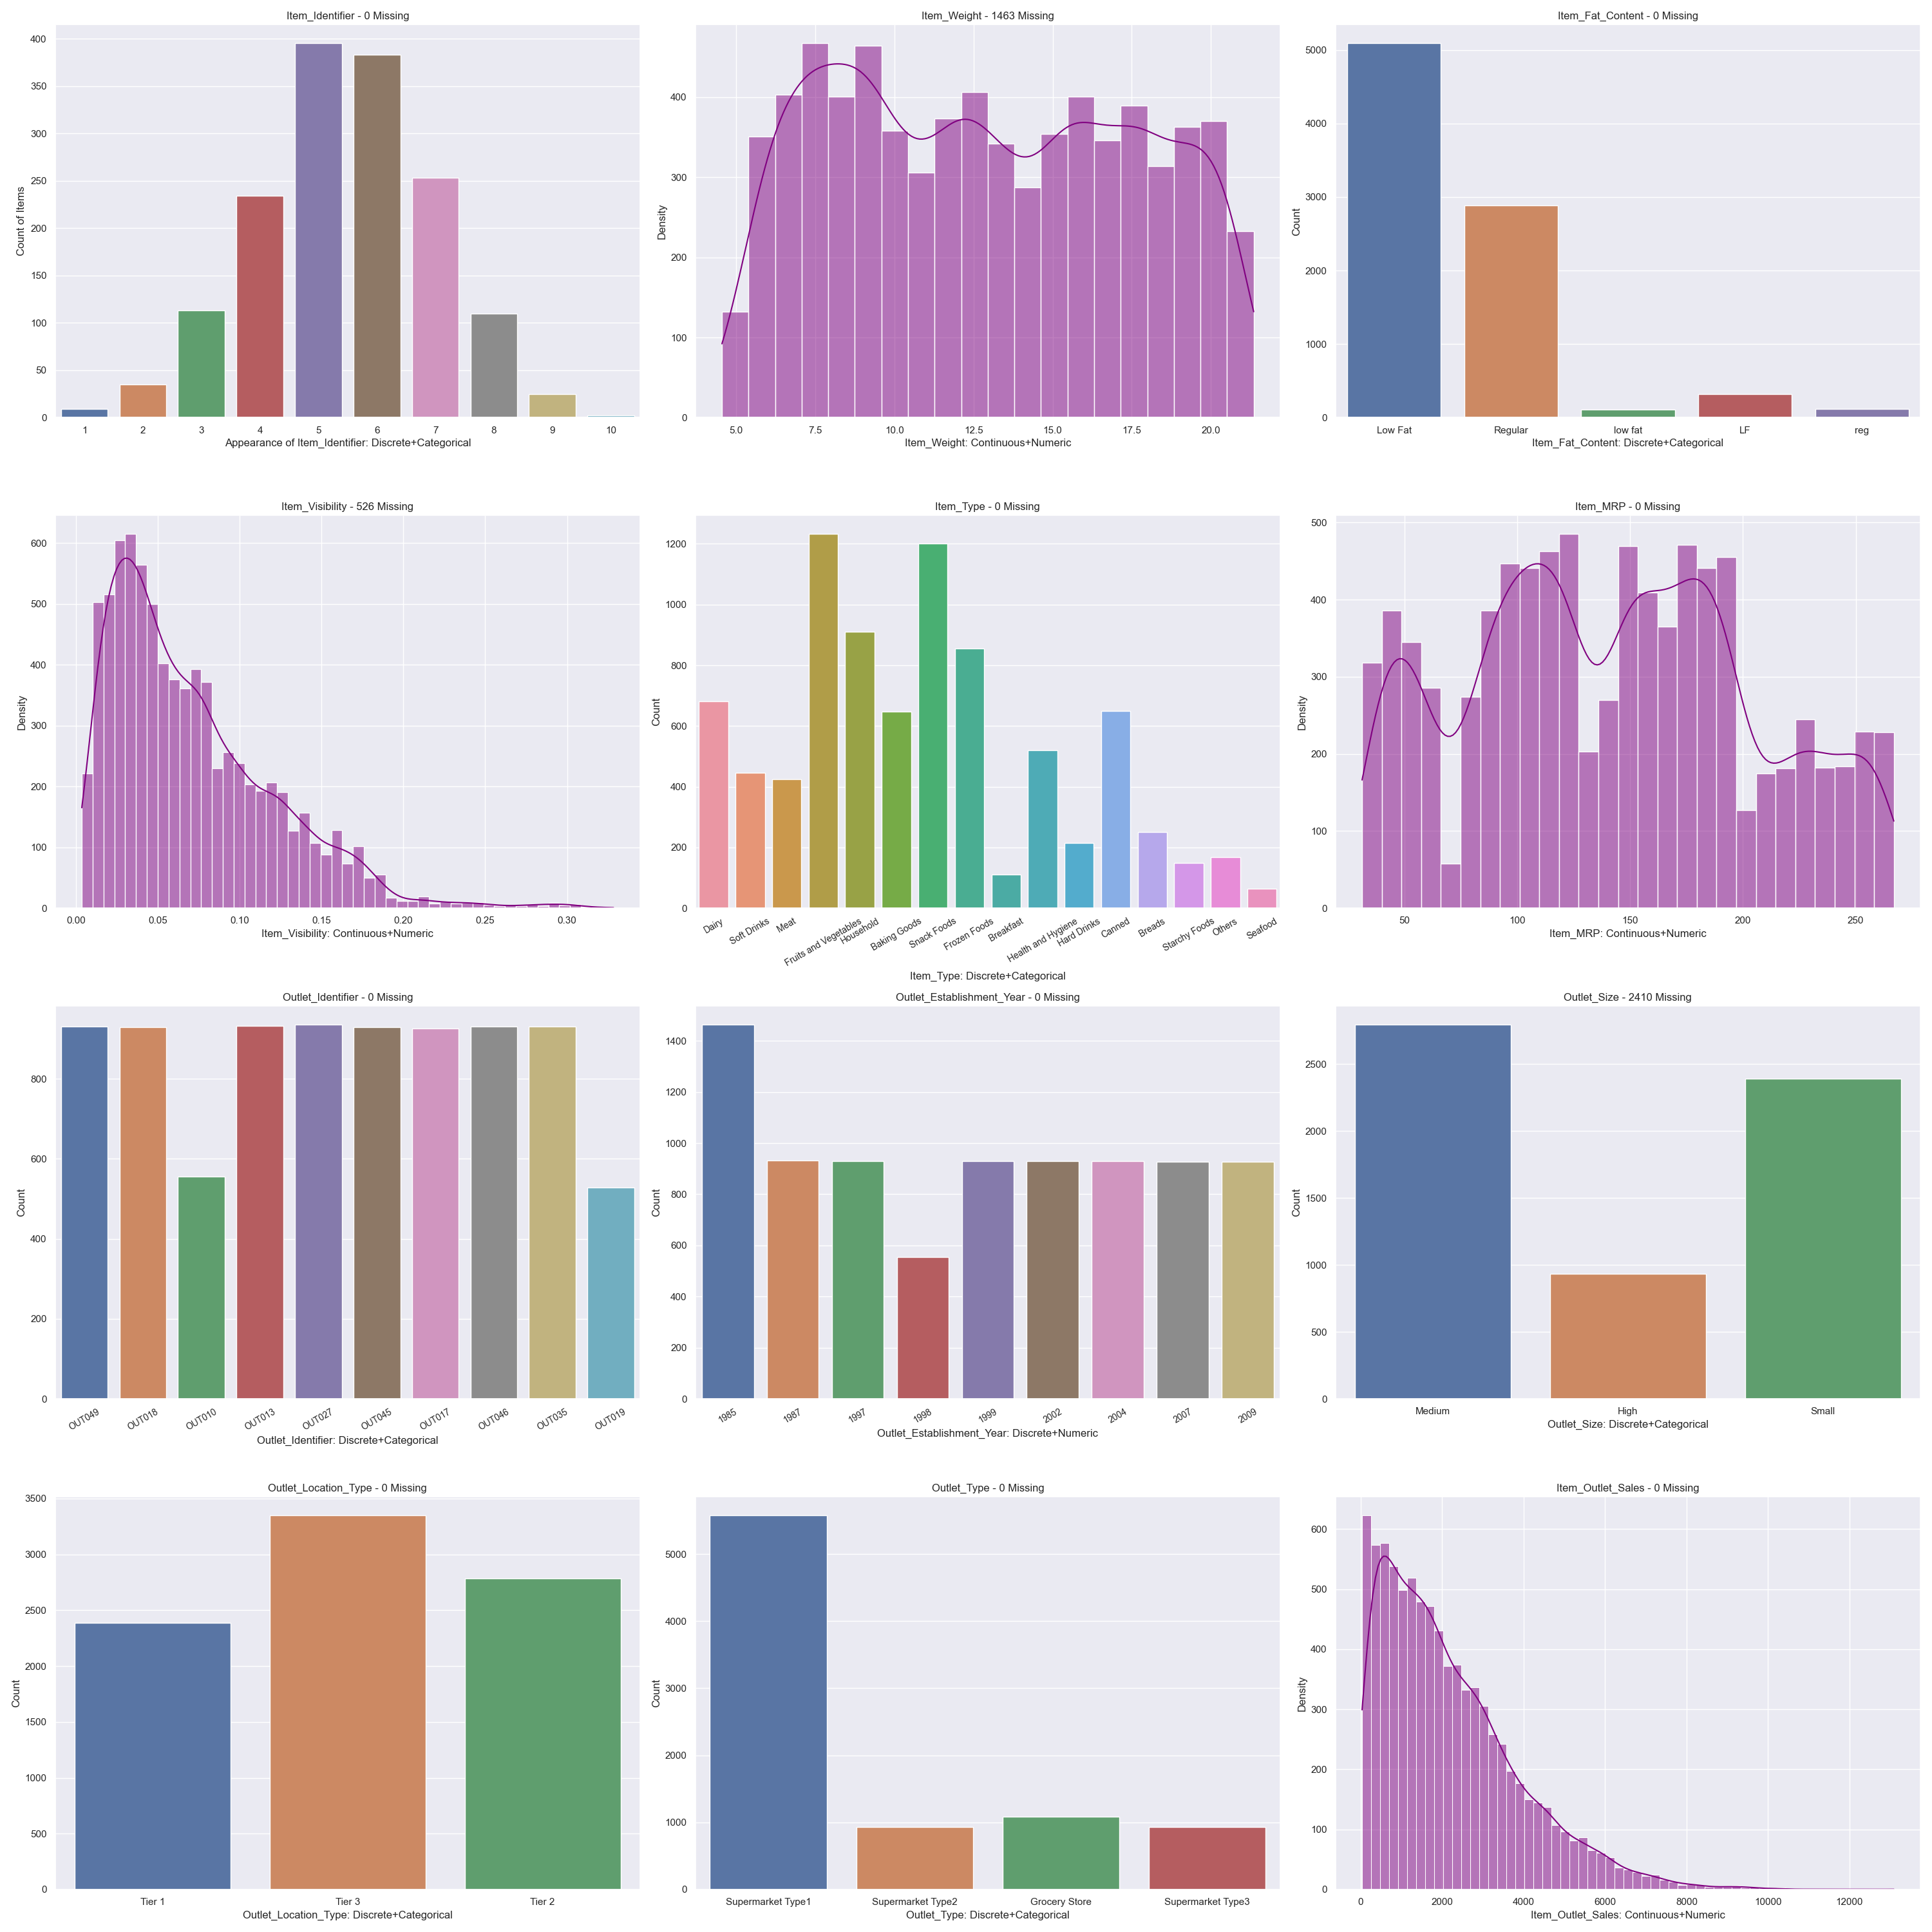 Item_Identifier - 0 Missing
Count of Items
400
350
300
250
200
150
100
50
0
1 2 3 4 5 6 7 8 9 10
Appearance of Item_Identifier: Discrete+Categorical
Item_Weight - 1463 Missing
Density
400
300
200
100
0
5.0 7.5 10.0 12.5 15.0 17.5 20.0
Item_Weight: Continuous+Numeric
Item_Fat_Content - 0 Missing
Count
5000
4000
3000
2000
1000
0
Low Fat Regular low fat LF reg
Item_Fat_Content: Discrete+Categorical
Item_Visibility - 526 Missing
Density
600
500
400
300
200
100
0
0.00 0.05 0.10 0.15 0.20 0.25 0.30
Item_Visibility: Continuous+Numeric
Item_Type - 0 Missing
Count
1200
1000
800
600
400
200
0
Dairy Soft Drinks Meat Fruits and Vegetables Household Baking Goods Snack Foods Frozen Foods Breakfast Health and Hygiene Hard Drinks Canned Breads Starchy Foods Others Seafood
Item_Type: Discrete+Categorical
Item_MRP - 0 Missing
Density
500
400
300
200
100
0
50 100 150 200 250
Item_MRP: Continuous+Numeric
Outlet_Identifier - 0 Missing
Count
800
600
400
200
0
OUT049 OUT018 OUT010 OUT013 OUT027 OUT045 OUT017 OUT046 OUT035 OUT019
Outlet_Identifier: Discrete+Categorical
Outlet_Establishment_Year - 0 Missing
Count
1400
1200
1000
800
600
400
200
0
1985 1987 1997 1998 1999 2002 2004 2007 2009
Outlet_Establishment_Year: Discrete+Numeric
Outlet_Size - 2410 Missing
Count
2500
2000
1500
1000
500
0
Medium High Small
Outlet_Size: Discrete+Categorical
Outlet_Location_Type - 0 Missing
Count
3500
3000
2500
2000
1500
1000
500
0
Tier 1 Tier 3 Tier 2
Outlet_Location_Type: Discrete+Categorical
Outlet_Type - 0 Missing
Count
5000
4000
3000
2000
1000
0
Supermarket Type1 Supermarket Type2 Grocery Store Supermarket Type3
Outlet_Type: Discrete+Categorical
Item_Outlet_Sales - 0 Missing
Density
600
500
400
300
200
100
0
0 2000 4000 6000 8000 10000 12000
Item_Outlet_Sales: Continuous+Numeric